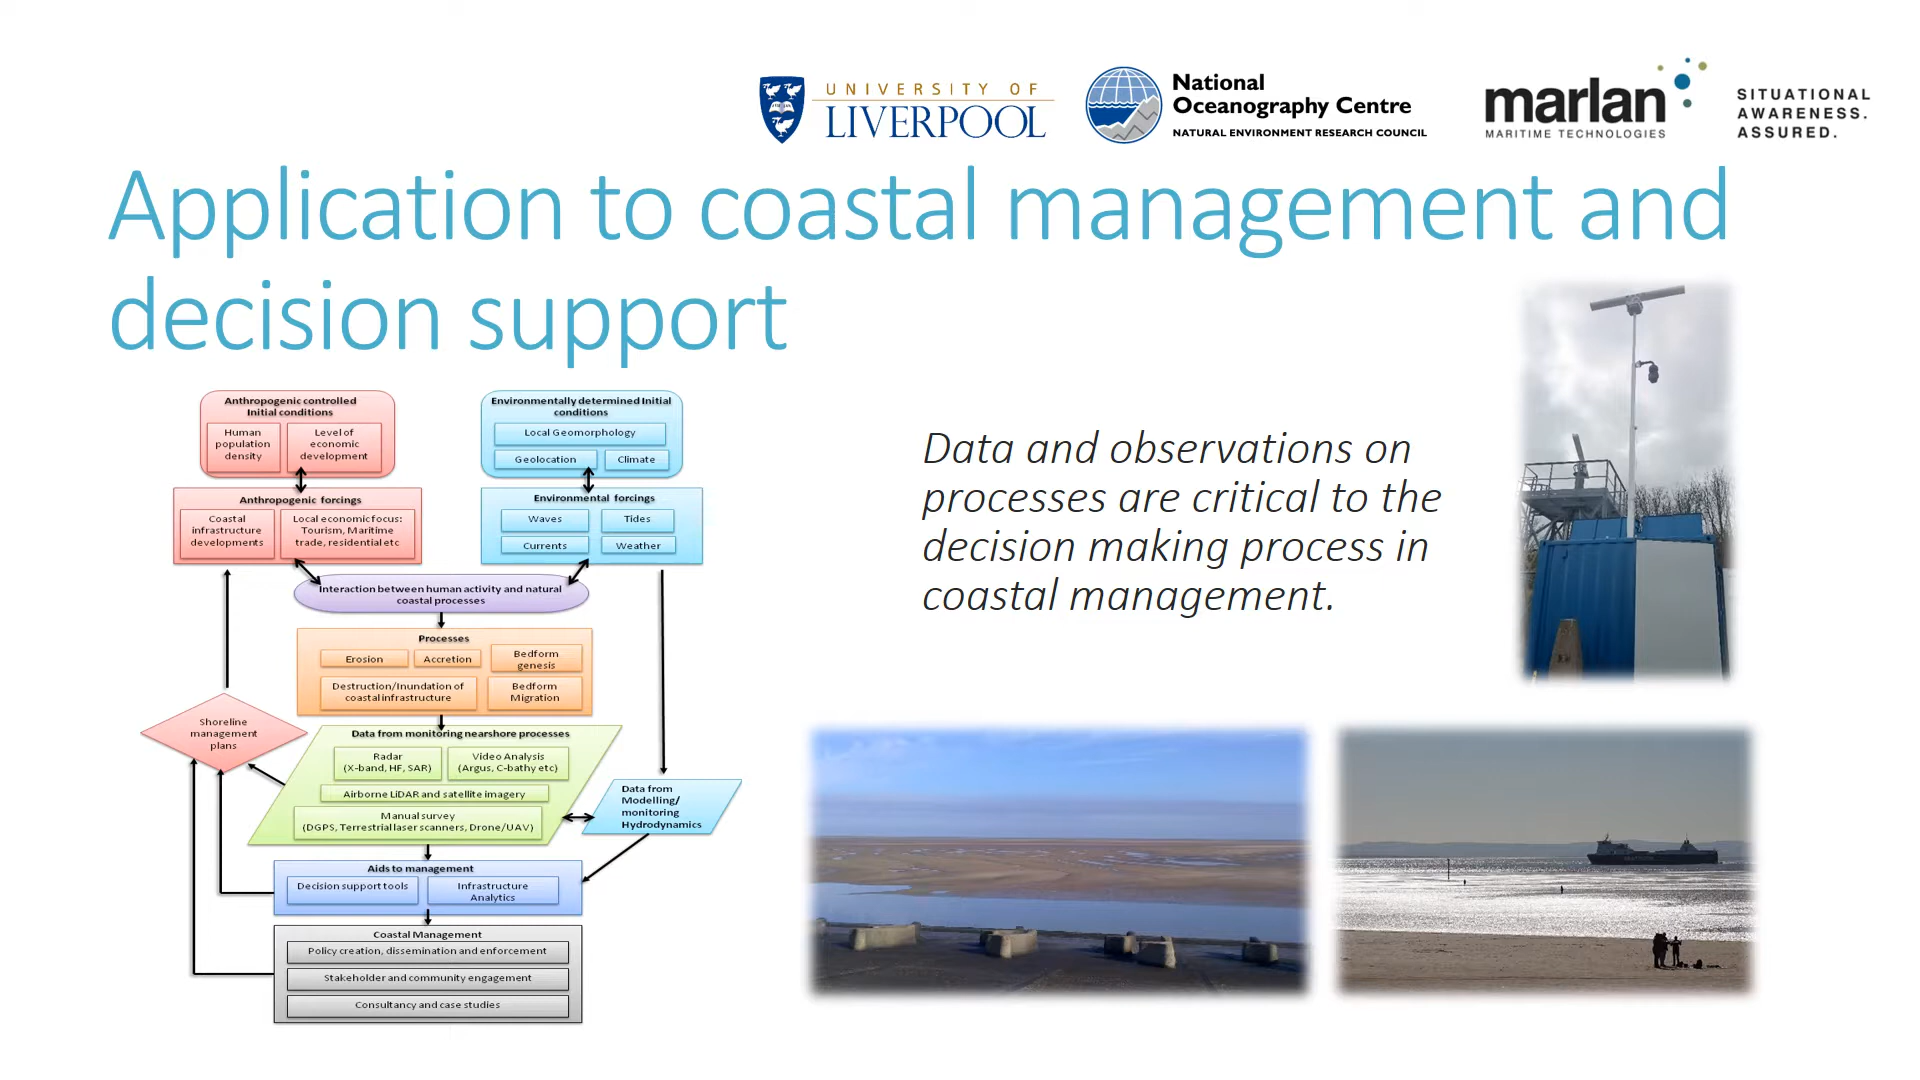 UNIVERSITY OF
LIVERPOOL
National
Oceanography Centre
NATURAL ENVIRONMENT RESEARCH COUNCIL
marlan
MARITIME TECHNOLOGIES
SITUATIONAL
AWARENESS.
ASSURED.
Application to coastal management and
decision support
Anthropogenic controlled
Initial conditions
Human
population
density
Level of
economic
development
Environmentally determined Initial
conditions
Local Geomorphology
Geolocation
Climate
Anthropogenic forcings
Coastal
infrastructure
developments
Local economic focus:
Tourism, Maritime
trade, residential etc
Environmental forcings
Waves
Tides
Currents
Weather
Interaction between human activity and natural
coastal processes
Processes
Erosion
Accretion
Bedform
genesis
Destruction/Inundation of
coastal infrastructure
Bedform
Migration
Shoreline
management
plans
Data from monitoring nearshore processes
Radar
(X-band, HF, SAR)
Video Analysis
(Argus, C-bathy etc)
Airborne LiDAR and satellite imagery
Manual survey
(DGPS, Terrestrial laser scanners, Drone/UAV)
Data from
Modelling/
monitoring
Hydrodynamics
Aids to management
Decision support tools
Infrastructure
Analytics
Coastal Management
Policy creation, dissemination and enforcement
Stakeholder and community engagement
Consultancy and case studies
Data and observations on
processes are critical to the
decision making process in
coastal management.